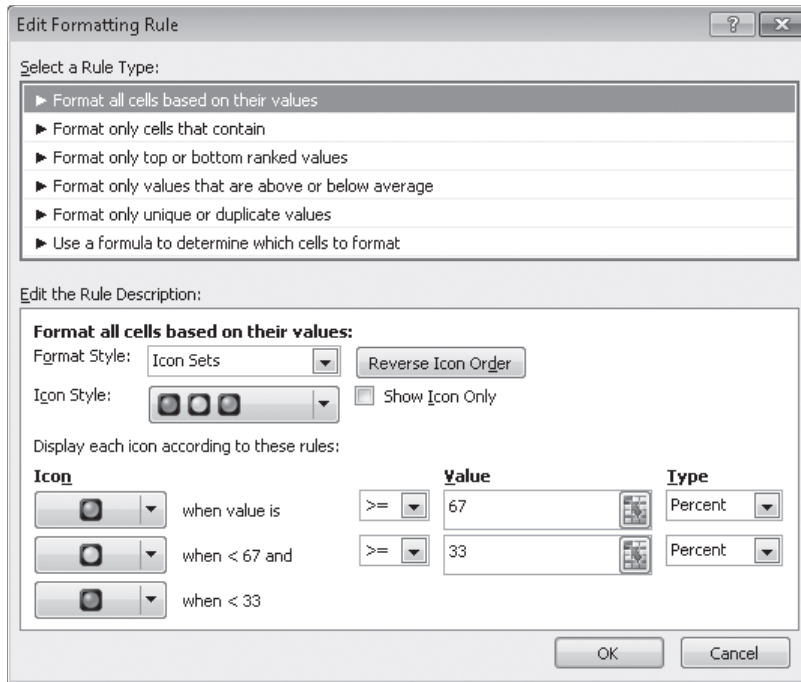 Edit Formatting Rule
Select a Rule Type:
► Format all cells based on their values
► Format only cells that contain
► Format only top or bottom ranked values
► Format only values that are above or below average
► Format only unique or duplicate values
► Use a formula to determine which cells to format
Edit the Rule Description:
Format all cells based on their values:
Format Style: Icon Sets Reverse Icon Order
Icon Style: Show Icon Only
Display each icon according to these rules:
Icon Value Type
when value is >= 67 Percent
when < 67 and >= 33 Percent
when < 33
OK Cancel